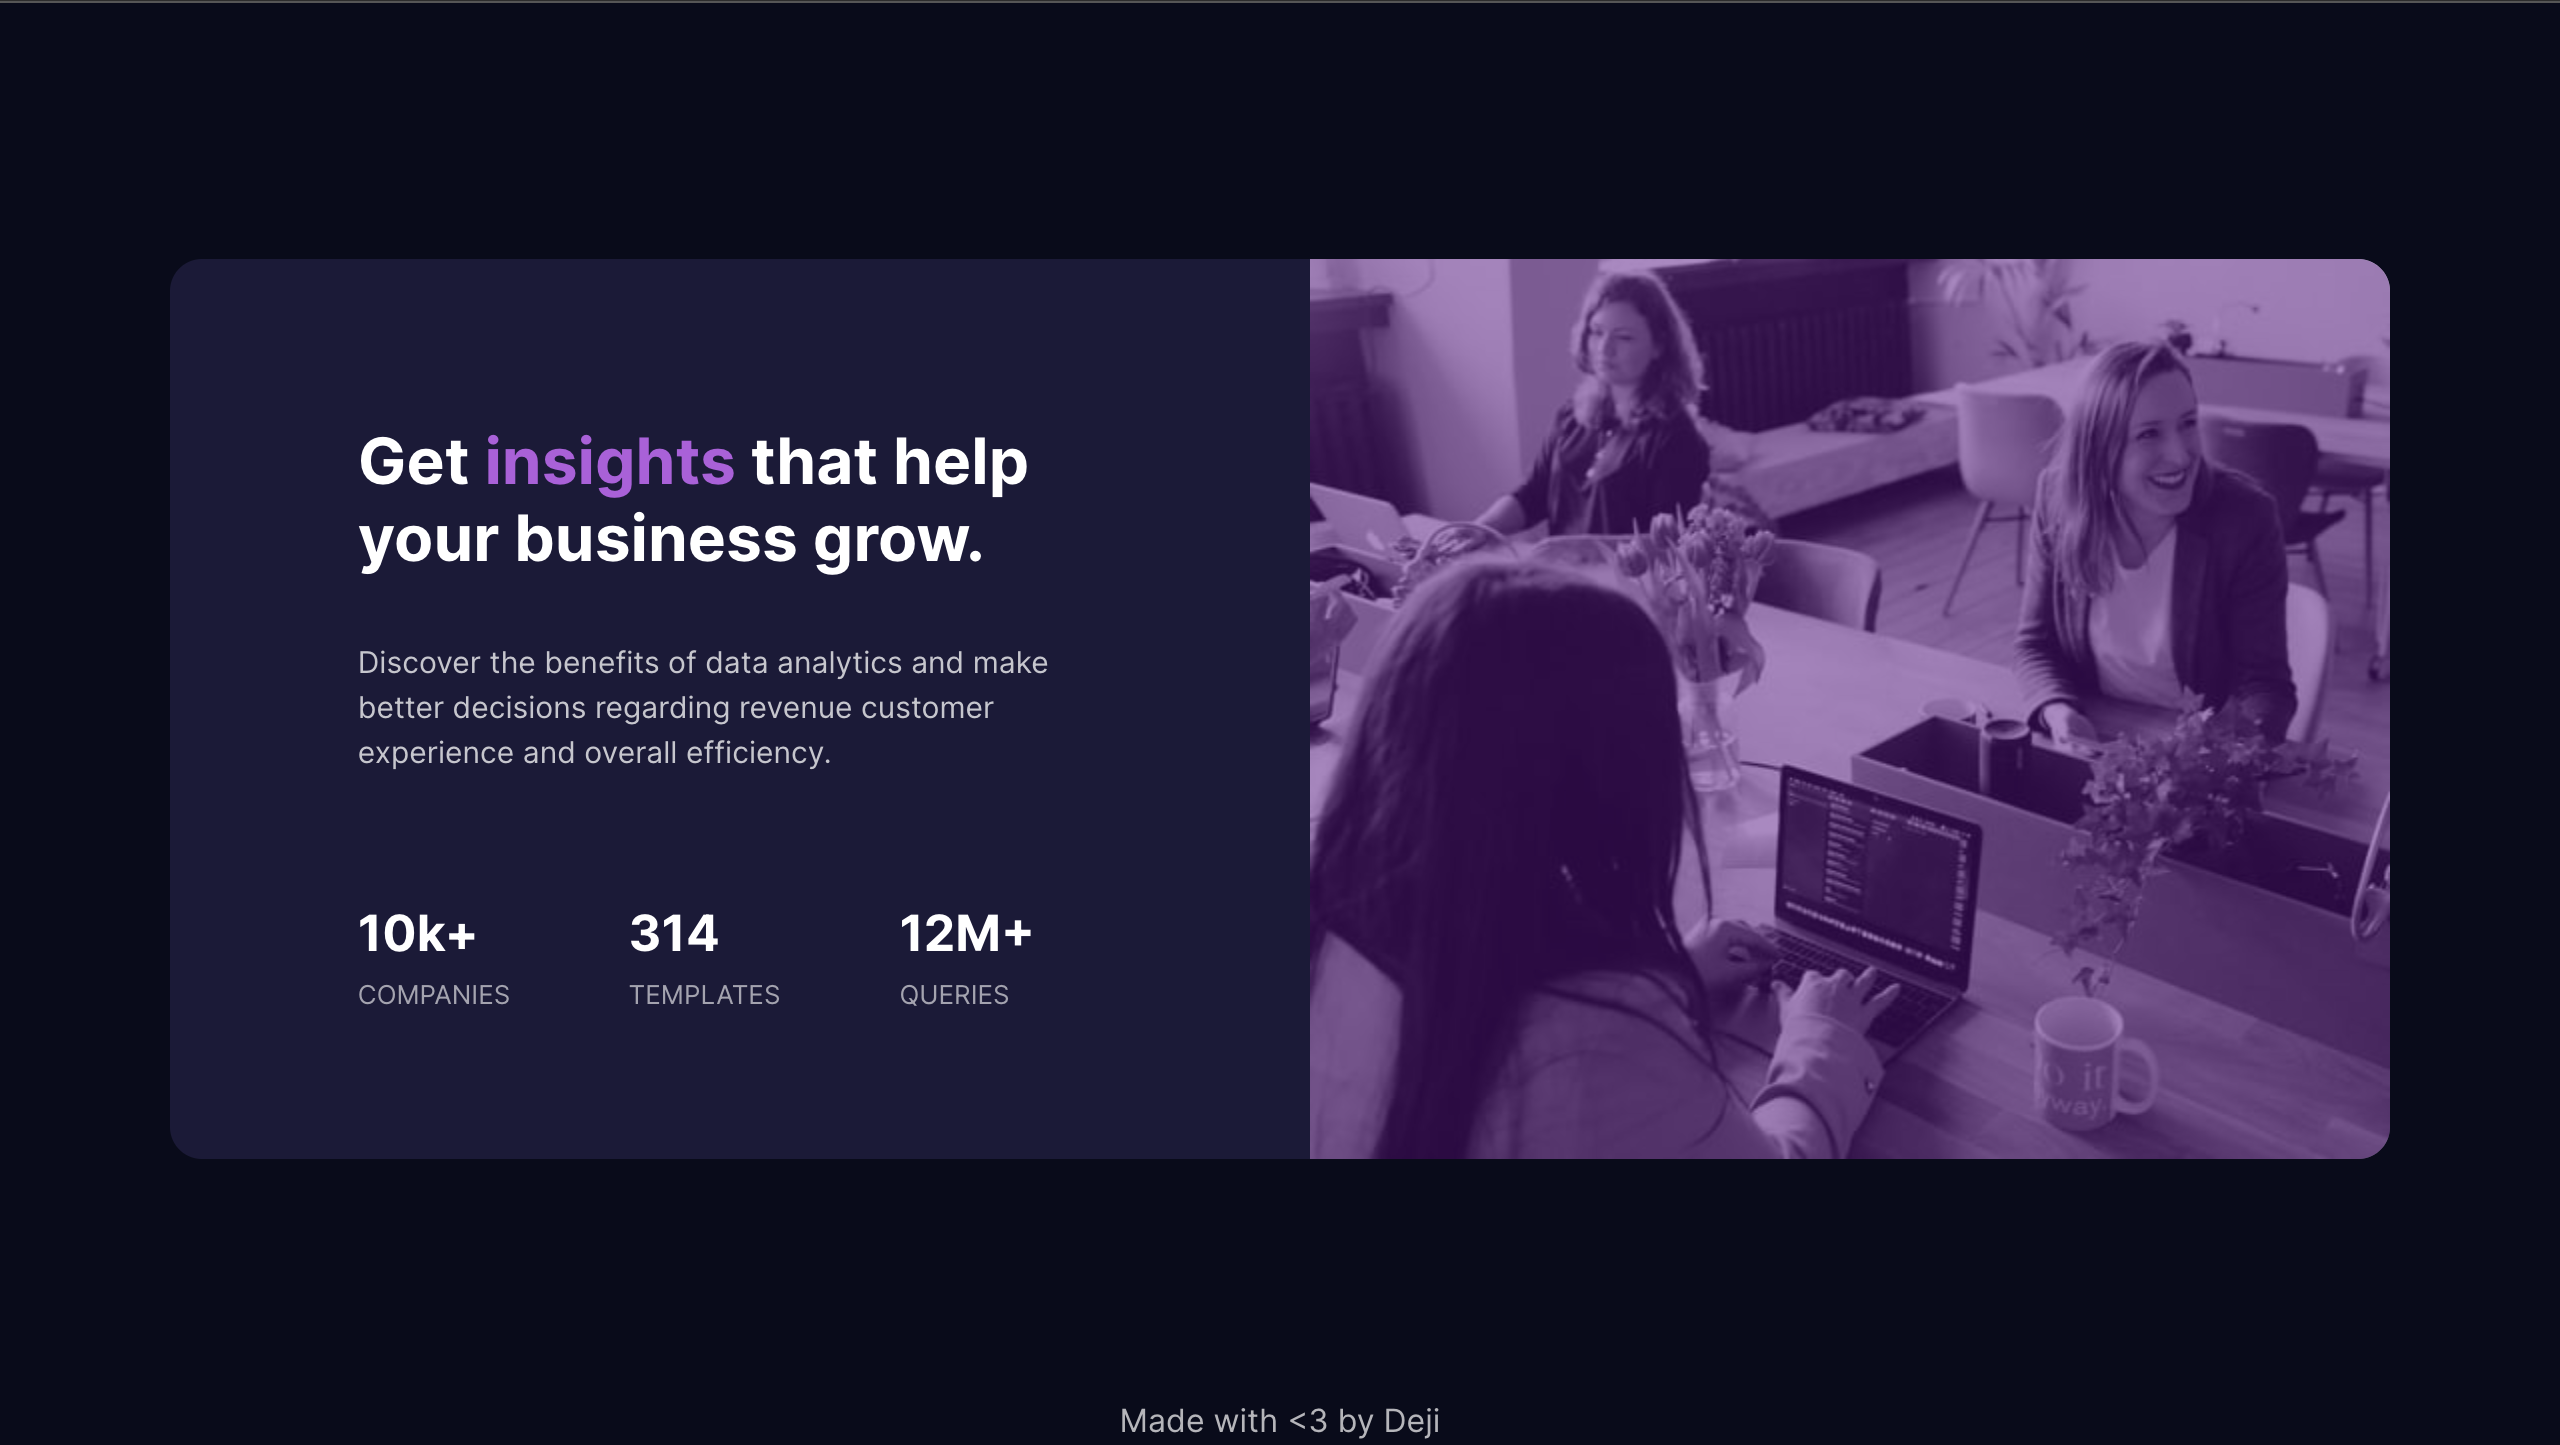 Get insights that help
your business grow.
Discover the benefits of data analytics and make
better decisions regarding revenue customer
experience and overall efficiency.
10k+ 314 12M+
COMPANIES TEMPLATES QUERIES
Made with <3 by Deji